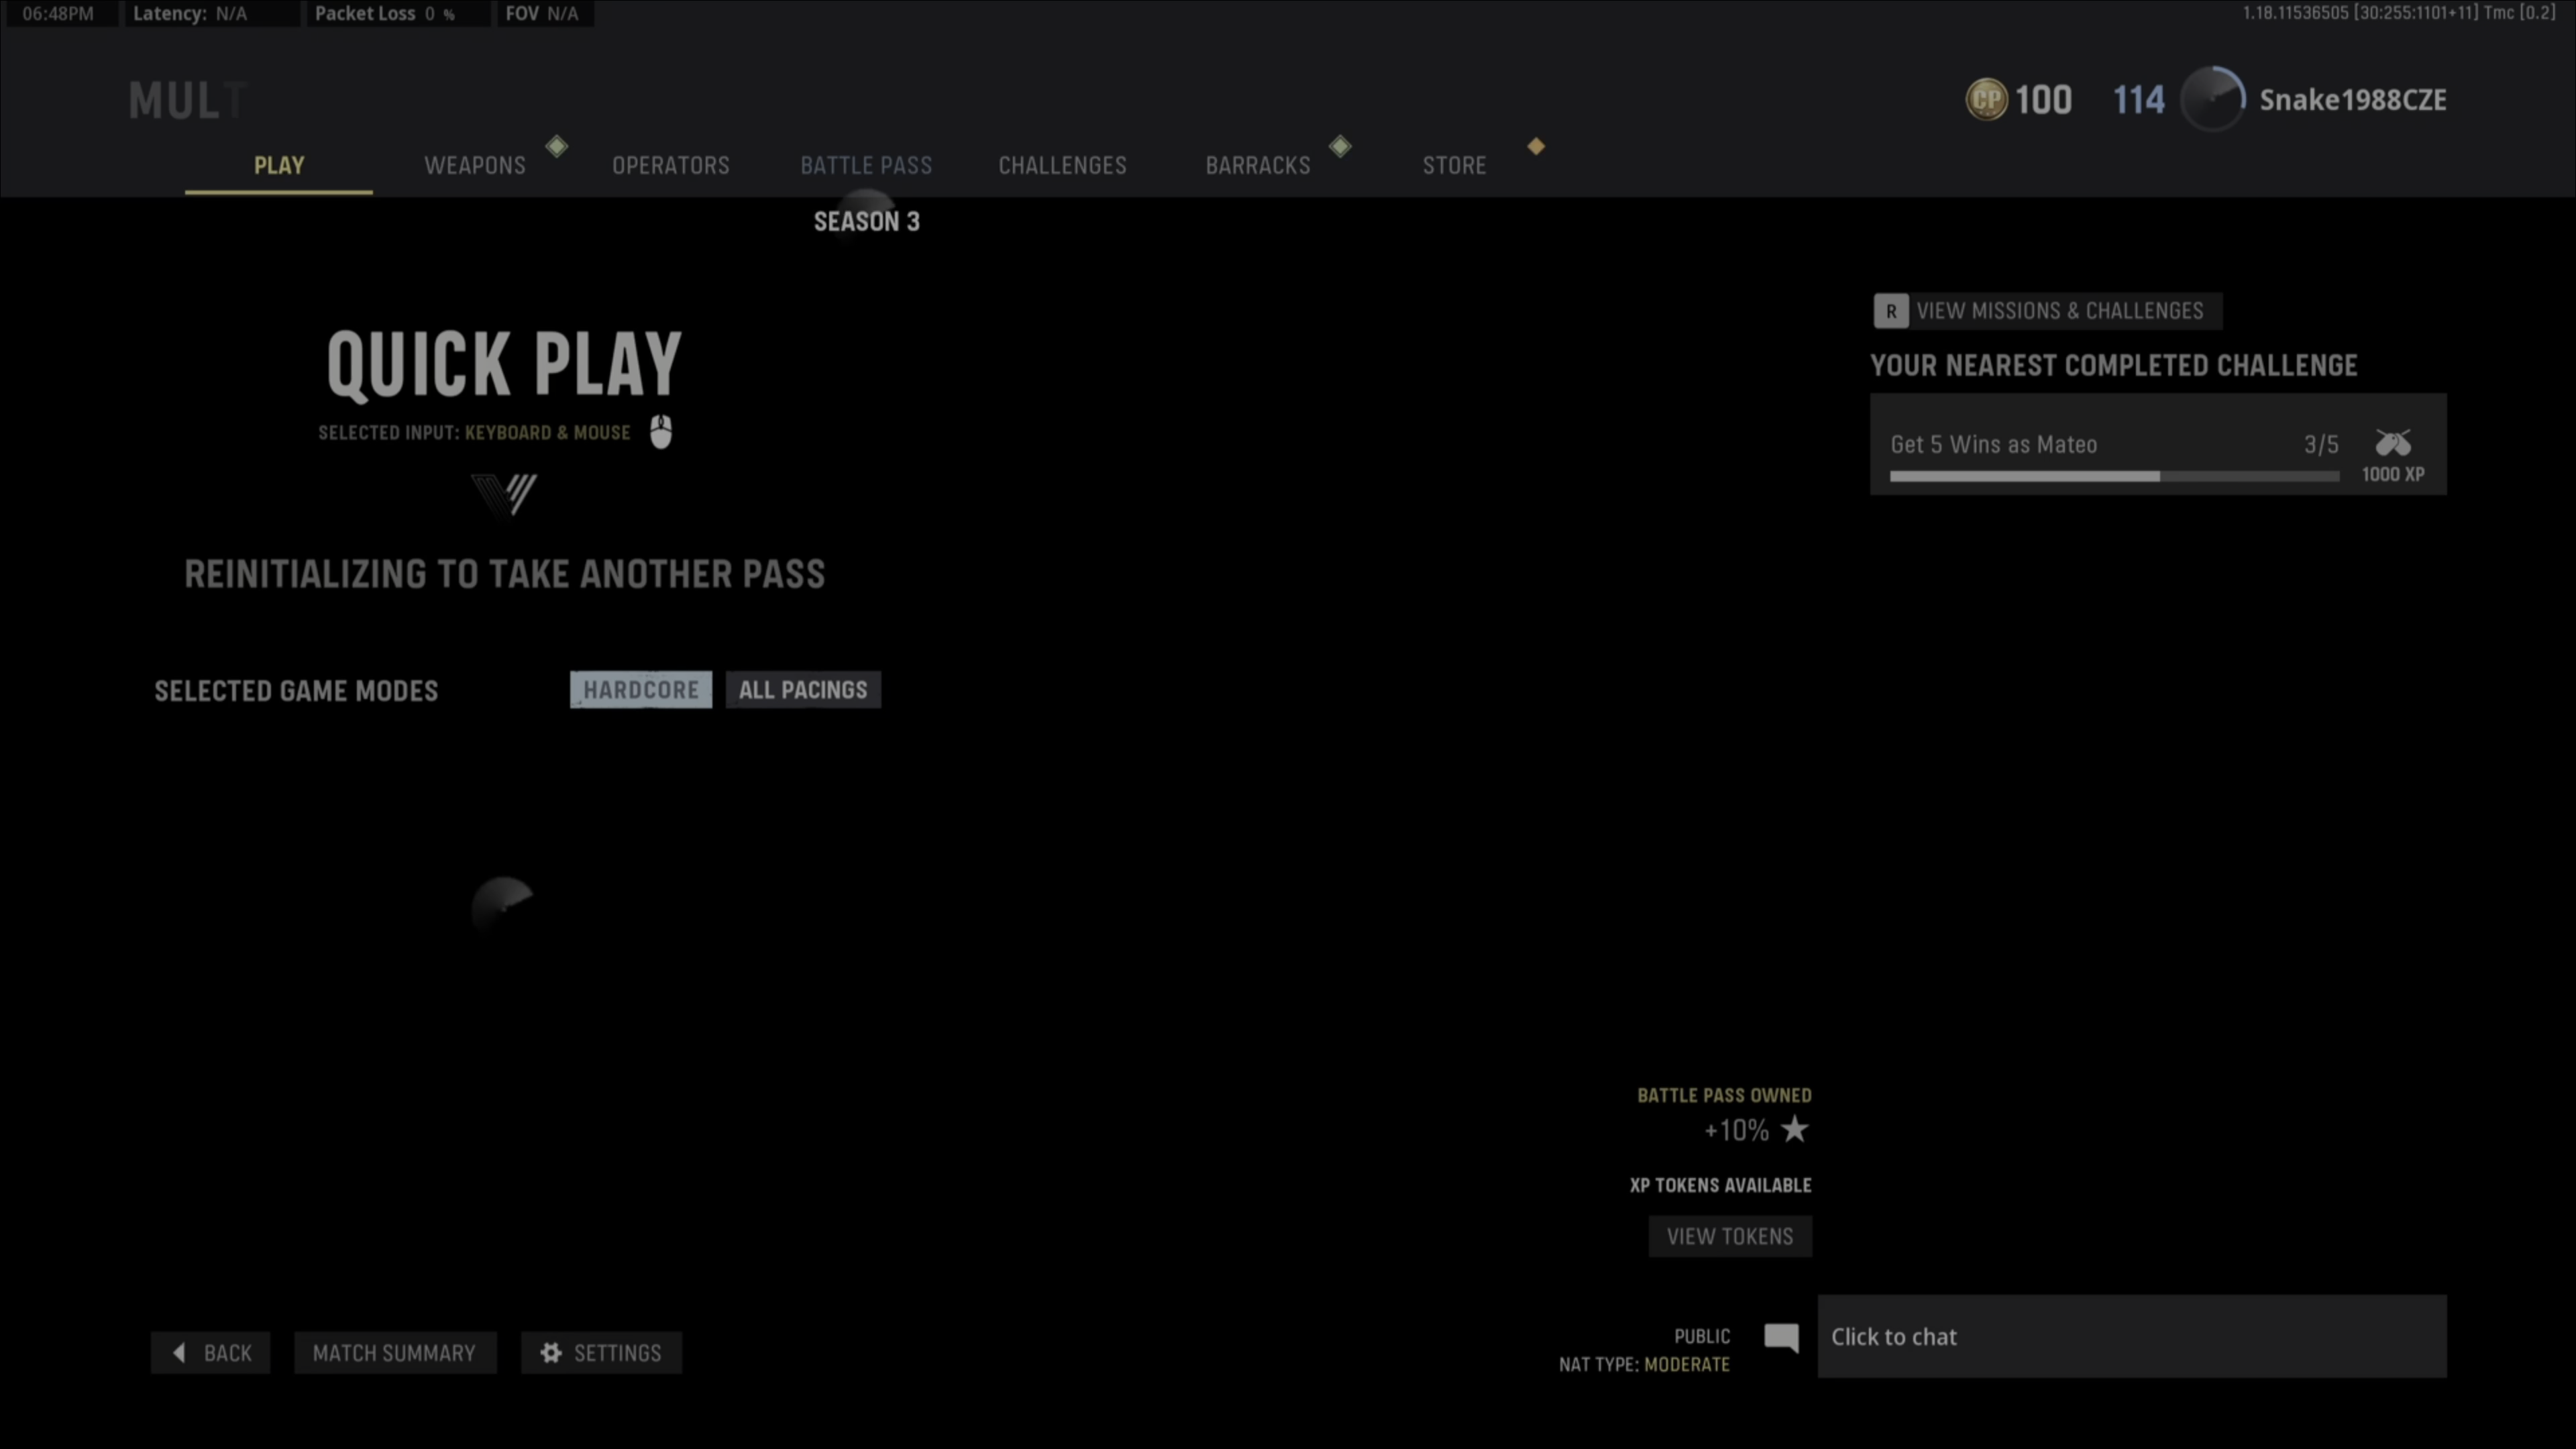 06:48PM Latency: N/A Packet Loss 0 % FOV N/A
1.18.11536505 [30:255:1101+11] Tmc [0.2]
MULT
CP 100 114 Snake1988CZE
PLAY WEAPONS OPERATORS BATTLE PASS CHALLENGES BARRACKS STORE
SEASON 3
QUICK PLAY
SELECTED INPUT: KEYBOARD & MOUSE
REINITIALIZING TO TAKE ANOTHER PASS
SELECTED GAME MODES HARDCORE ALL PACINGS
R VIEW MISSIONS & CHALLENGES
YOUR NEAREST COMPLETED CHALLENGE
Get 5 Wins as Mateo 3/5
1000 XP
BATTLE PASS OWNED
+10%
XP TOKENS AVAILABLE
VIEW TOKENS
BACK MATCH SUMMARY SETTINGS
PUBLIC
NAT TYPE: MODERATE
Click to chat